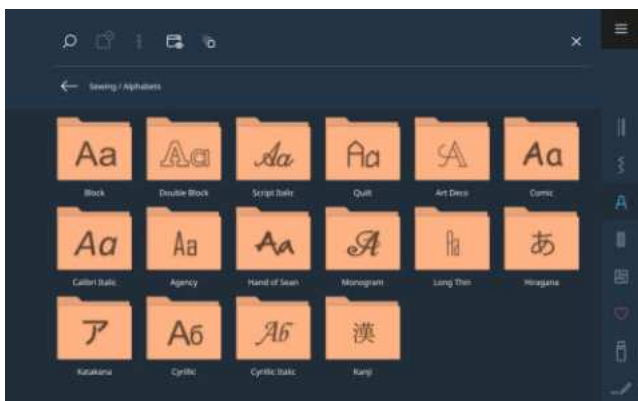 Sewing / Alphabets
Aa Aa Aa Aa A Aa
Block Double Block Script Italic Quilt Art Deco Comic
Aa Aa Aa A Aa あ
Calibri Italic Agency Hand of Sean Monogram Long Thin Hiragana
ア Аб Аб 漢
Katakana Cyrillic Cyrillic Italic Kanji
A